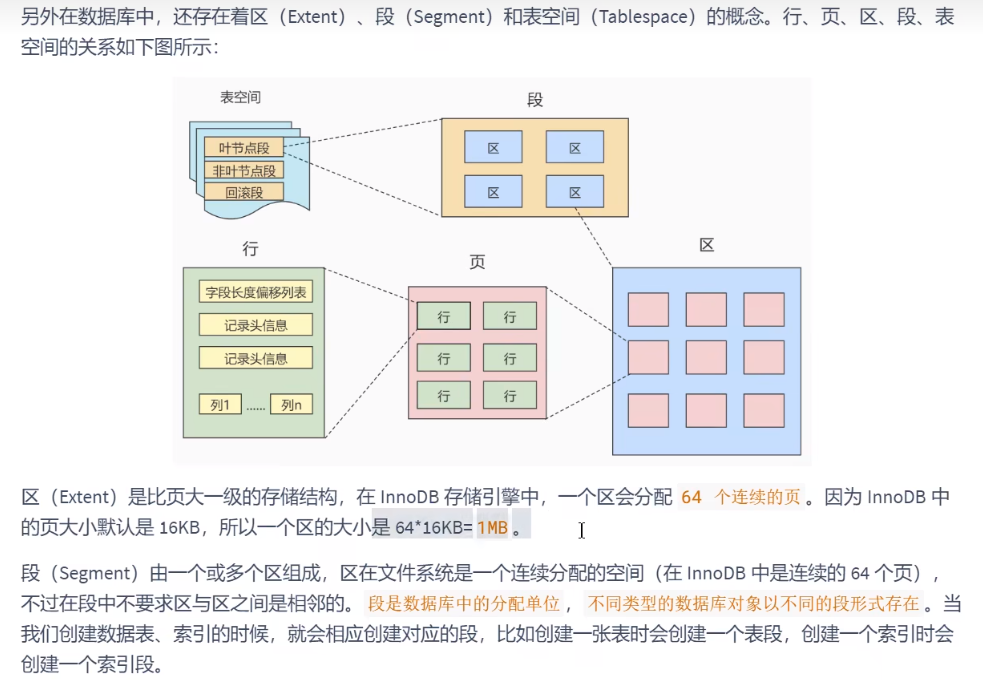 另外在数据库中，还存在着区（Extent）、段（Segment）和表空间（Tablespace）的概念。行、页、区、段、表
空间的关系如下图所示：
表空间
段
叶节点段
非叶节点段
回滚段
区 区
区 区
行
页
区
字段长度偏移列表
记录头信息
记录头信息
列1 …… 列n
行 行
行 行
行 行
区（Extent）是比页大一级的存储结构，在 InnoDB 存储引擎中，一个区会分配 64 个连续的页。因为 InnoDB 中
的页大小默认是 16KB，所以一个区的大小是 64*16KB=1MB。
段（Segment）由一个或多个区组成，区在文件系统是一个连续分配的空间（在 InnoDB 中是连续的 64 个页），
不过在段中不要求区与区之间是相邻的。段是数据库中的分配单位，不同类型的数据库对象以不同的段形式存在。当
我们创建数据表、索引的时候，就会相应创建对应的段，比如创建一张表时会创建一个表段，创建一个索引时会
创建一个索引段。